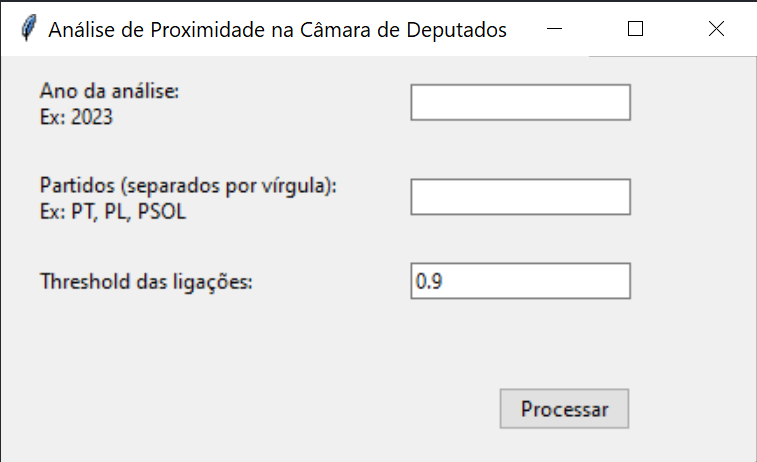 Análise de Proximidade na Câmara de Deputados
Ano da análise:
Ex: 2023
Partidos (separados por vírgula):
Ex: PT, PL, PSOL
Threshold das ligações:
0.9
Processar